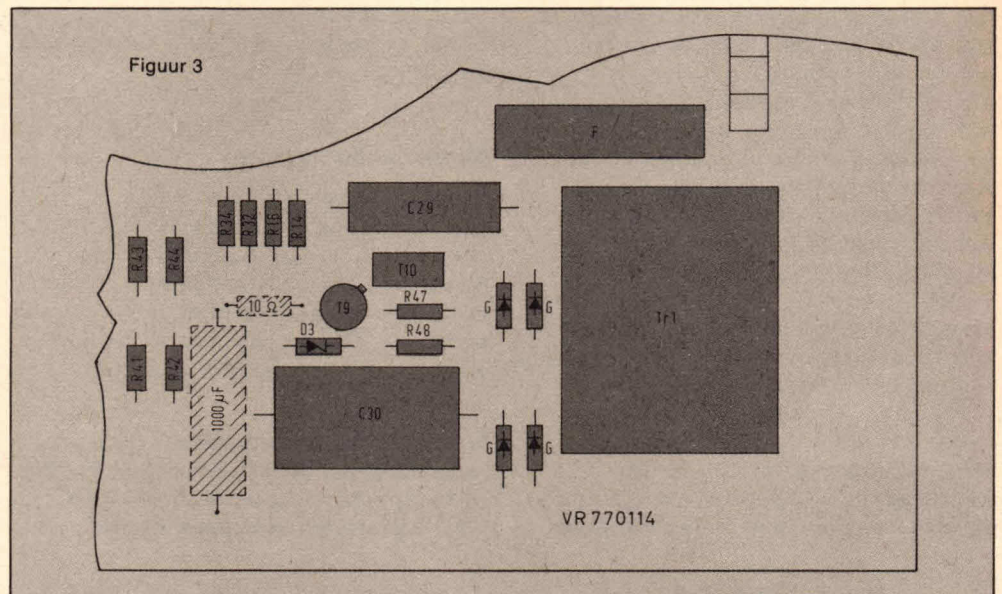 Figuur 3
F
C29
R34 R32 R16 R14
R43 R44
T10
10 Ω
T9
R47
G G
Tr1
D3
R48
R41 R42
1000 µF
C30
G G
VR 770114